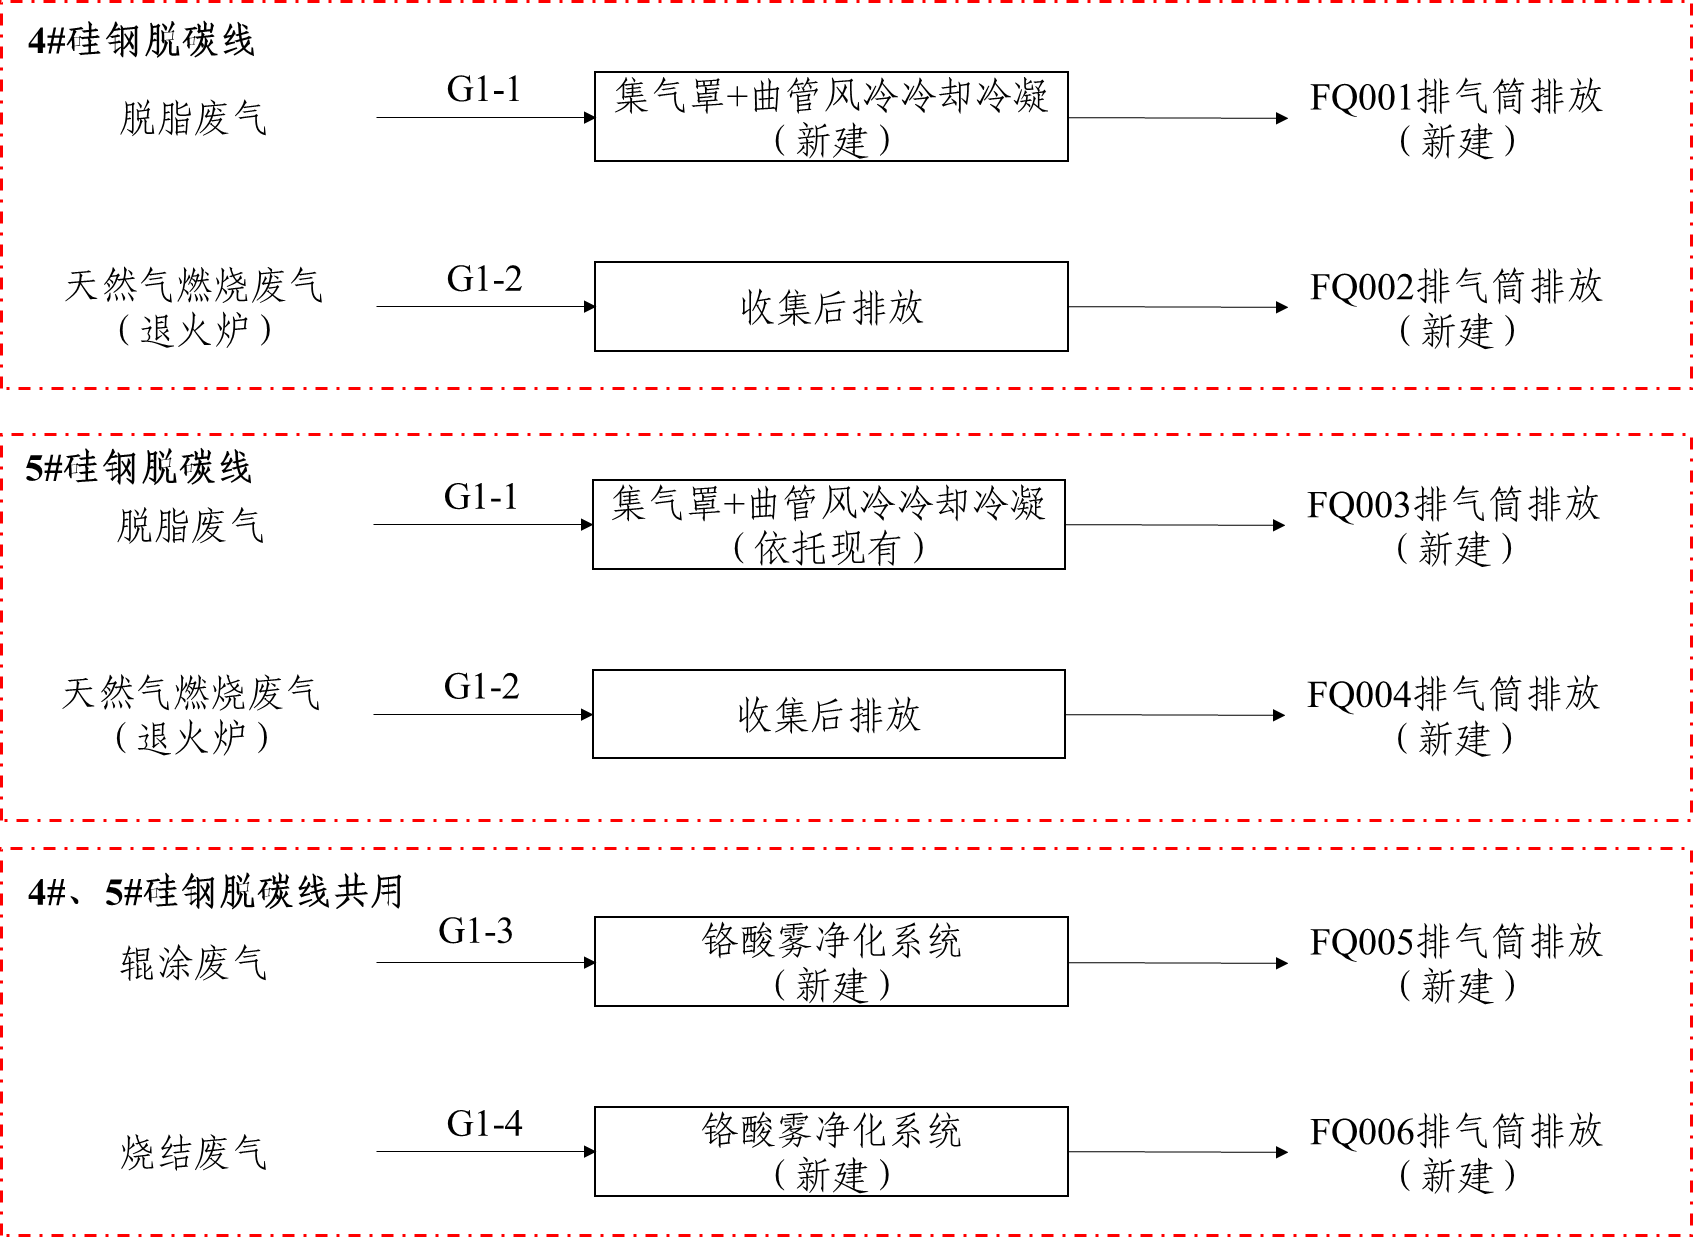 4#硅钢脱碳线
脱脂废气
G1-1
集气罩+曲管风冷冷却冷凝
（新建）
FQ001排气筒排放
（新建）
天然气燃烧废气
（退火炉）
G1-2
收集后排放
FQ002排气筒排放
（新建）
5#硅钢脱碳线
脱脂废气
G1-1
集气罩+曲管风冷冷却冷凝
（依托现有）
FQ003排气筒排放
（新建）
天然气燃烧废气
（退火炉）
G1-2
收集后排放
FQ004排气筒排放
（新建）
4#、5#硅钢脱碳线共用
辊涂废气
G1-3
铬酸雾净化系统
（新建）
FQ005排气筒排放
（新建）
烧结废气
G1-4
铬酸雾净化系统
（新建）
FQ006排气筒排放
（新建）